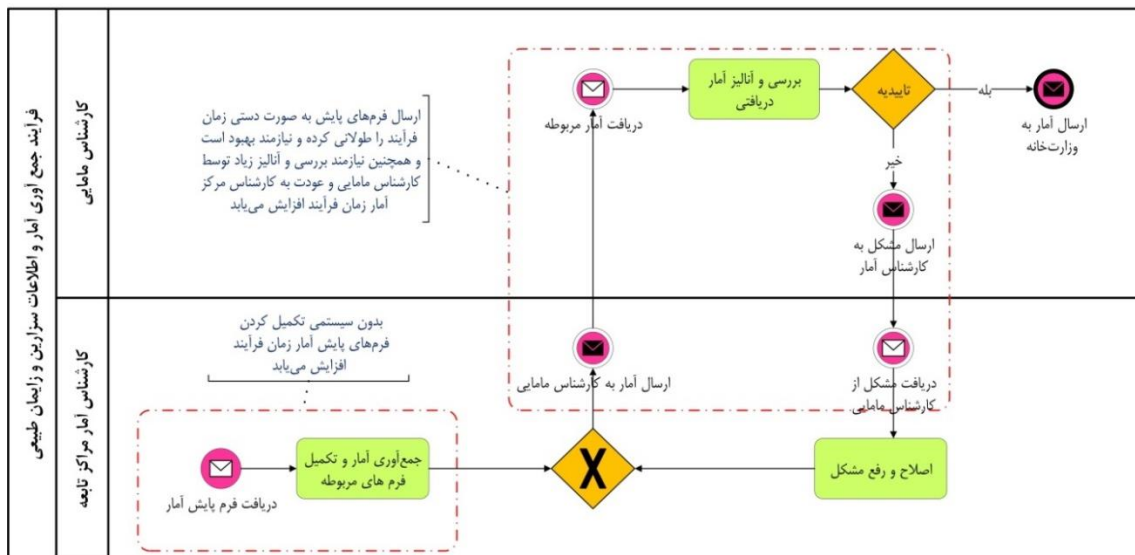 فرآیند جمع آوری آمار و اطلاعات سزارین و زایمان طبیعی
کارشناس مامایی
ارسال فرم‌های پایش به صورت دستی زمان
فرآیند را طولانی کرده و نیازمند بهبود است
و همچنین نیازمند بررسی و آنالیز زیاد توسط
کارشناس مامایی و عودت به کارشناس مرکز
آمار زمان فرآیند افزایش می‌یابد
دریافت آمار مربوطه
بررسی و آنالیز آمار
دریافتی
تاییدیه
بله
ارسال آمار به
وزارت‌خانه
خیر
ارسال مشکل به
کارشناس آمار
کارشناس آمار مراکز تابعه
بدون سیستمی تکمیل کردن
فرم‌های پایش آمار زمان فرآیند
افزایش می‌یابد
دریافت فرم پایش آمار
جمع‌آوری آمار و تکمیل
فرم های مربوطه
X
ارسال آمار به کارشناس مامایی
دریافت مشکل از
کارشناس مامایی
اصلاح و رفع مشکل